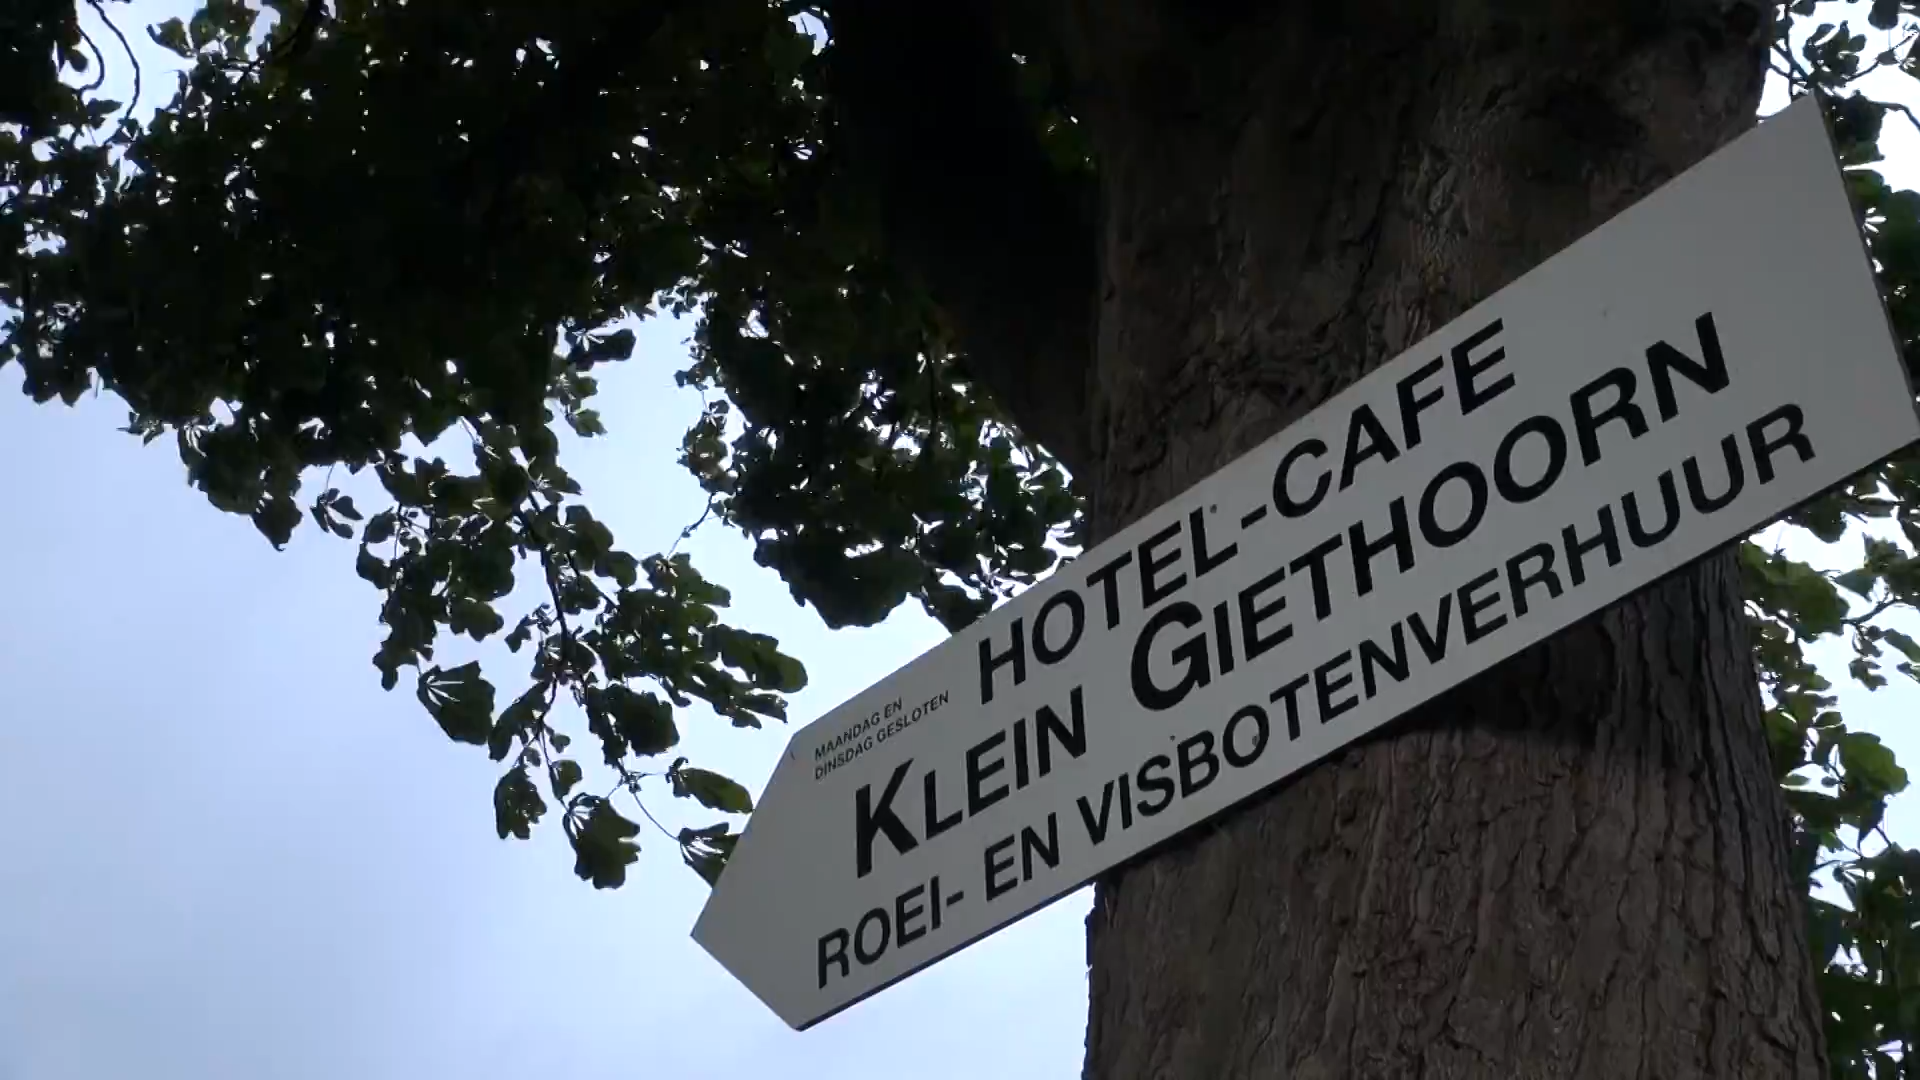 MAANDAG EN
DINSDAG GESLOTEN
HOTEL-CAFE
KLEIN GIETHOORN
ROEI- EN VISBOTENVERHUUR